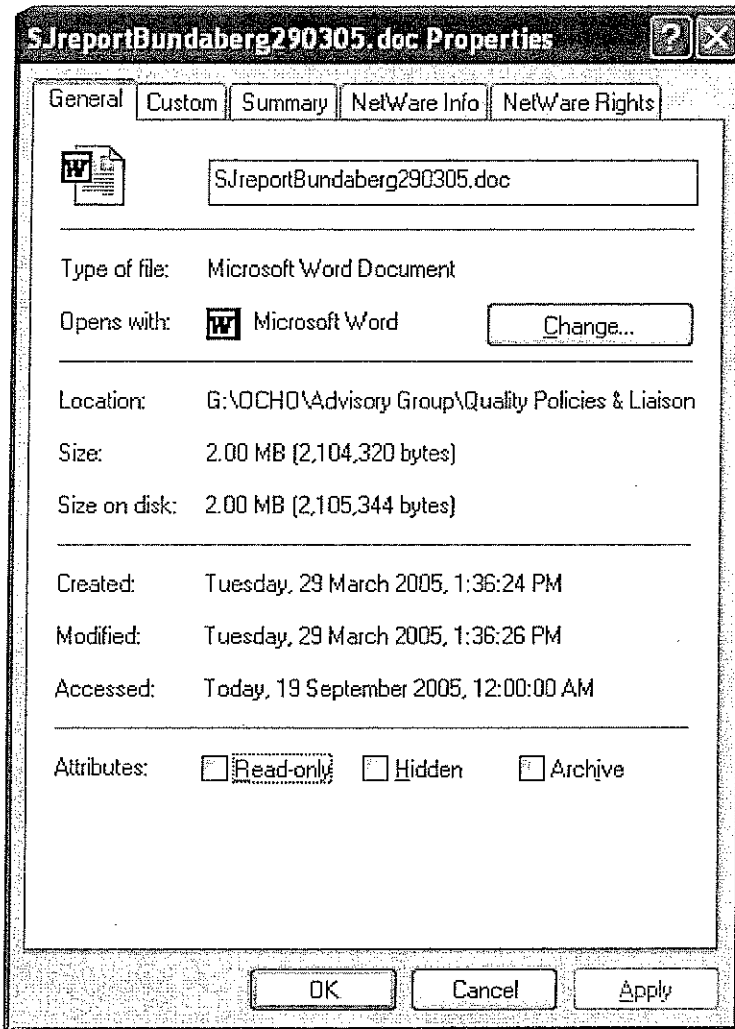 SJreportBundaberg290305.doc Properties
General Custom Summary NetWare Info NetWare Rights
SJreportBundaberg290305.doc
Type of file: Microsoft Word Document
Opens with: Microsoft Word Change...
Location: G:\OCHO\Advisory Group\Quality Policies & Liaison
Size: 2.00 MB (2,104,320 bytes)
Size on disk: 2.00 MB (2,105,344 bytes)
Created: Tuesday, 29 March 2005, 1:36:24 PM
Modified: Tuesday, 29 March 2005, 1:36:26 PM
Accessed: Today, 19 September 2005, 12:00:00 AM
Attributes: Read-only Hidden Archive
OK Cancel Apply